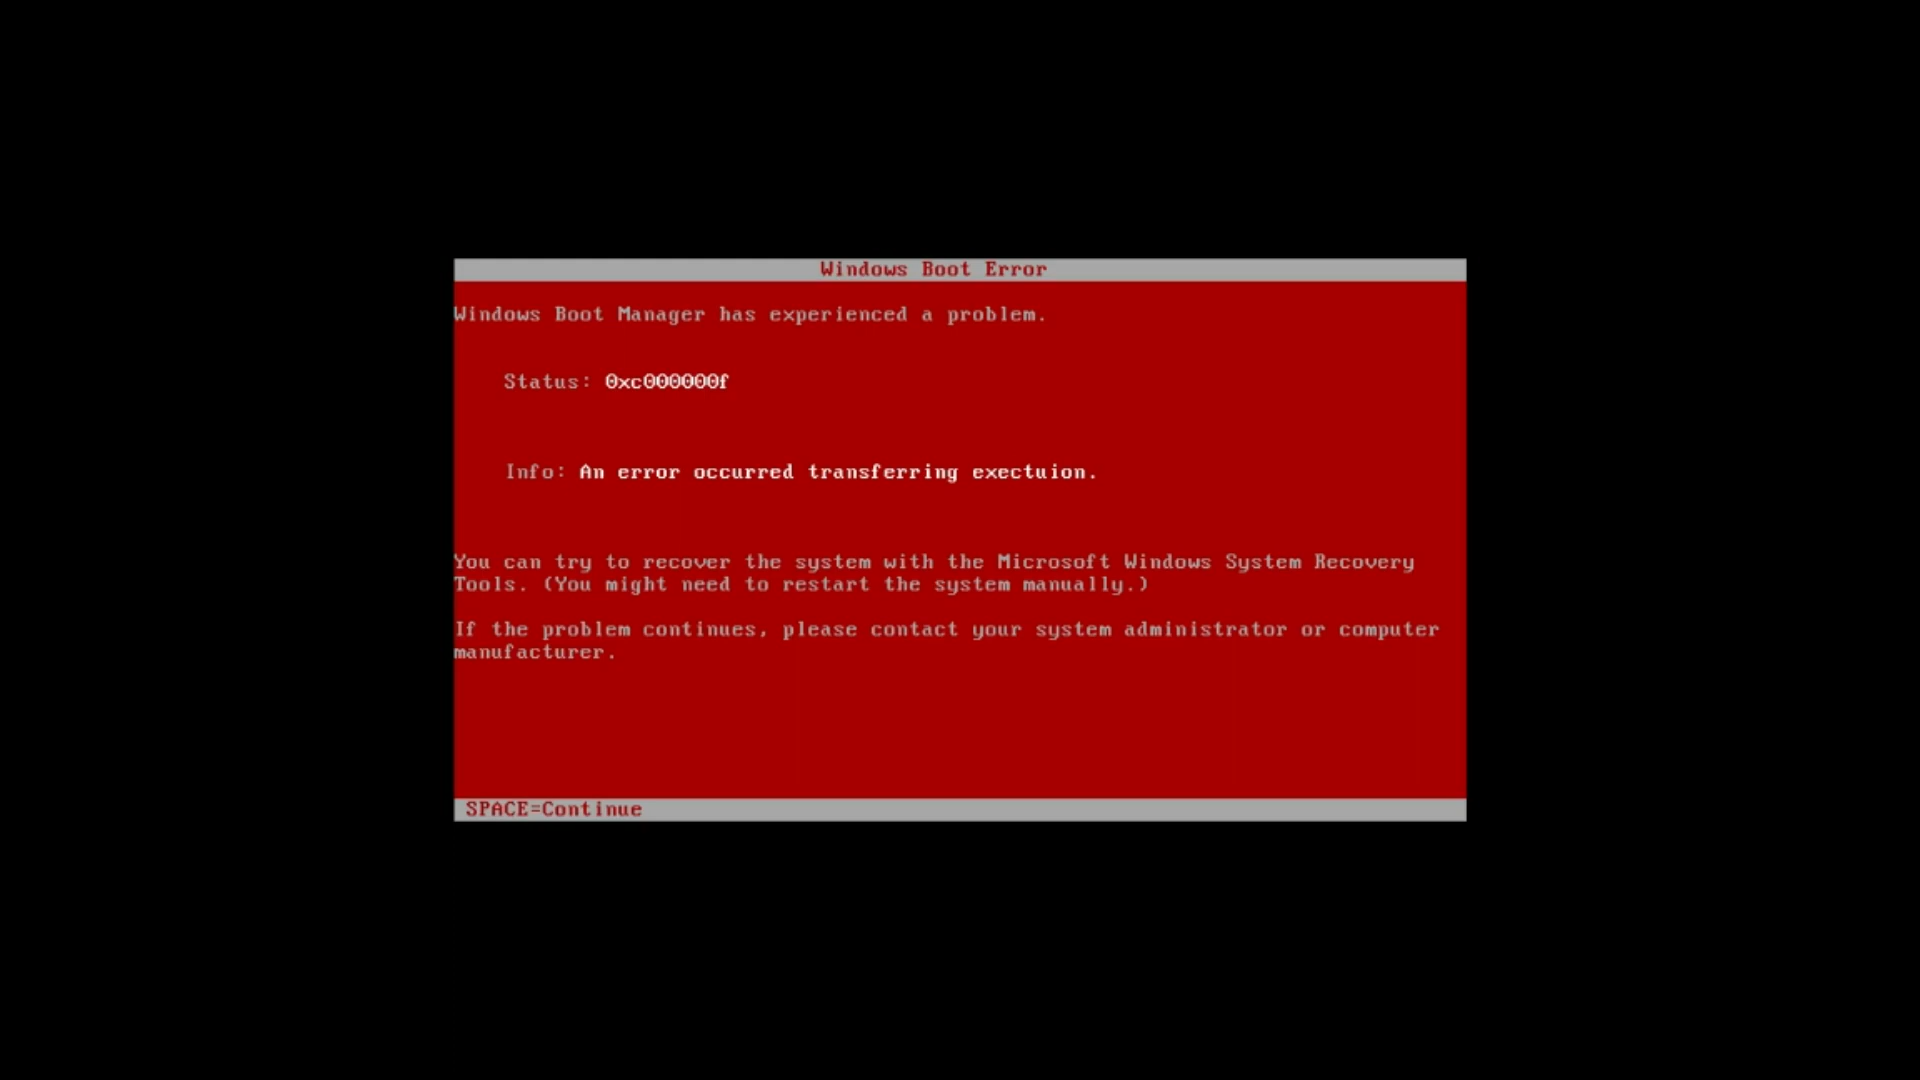 Windows Boot Error
Windows Boot Manager has experienced a problem.
Status: 0xc000000f
Info: An error occurred transferring exectuion.
You can try to recover the system with the Microsoft Windows System Recovery
Tools. (You might need to restart the system manually.)
If the problem continues, please contact your system administrator or computer
manufacturer.
SPACE=Continue